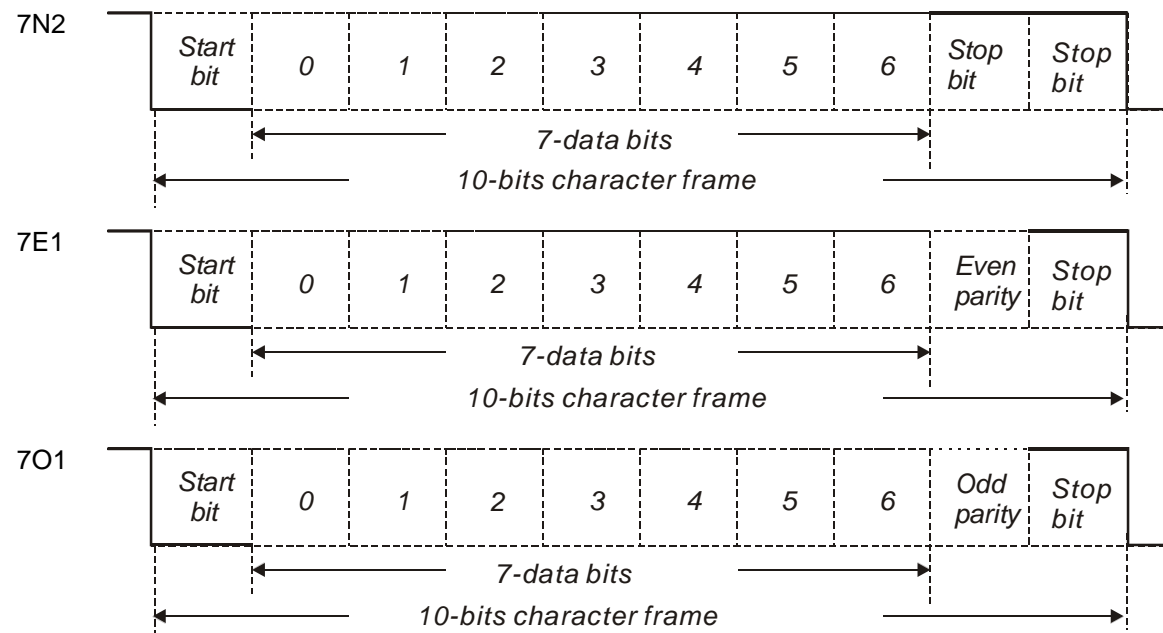 7N2
Start bit 0 1 2 3 4 5 6 Stop bit Stop bit
7-data bits
10-bits character frame
7E1
Start bit 0 1 2 3 4 5 6 Even parity Stop bit
7-data bits
10-bits character frame
7O1
Start bit 0 1 2 3 4 5 6 Odd parity Stop bit
7-data bits
10-bits character frame